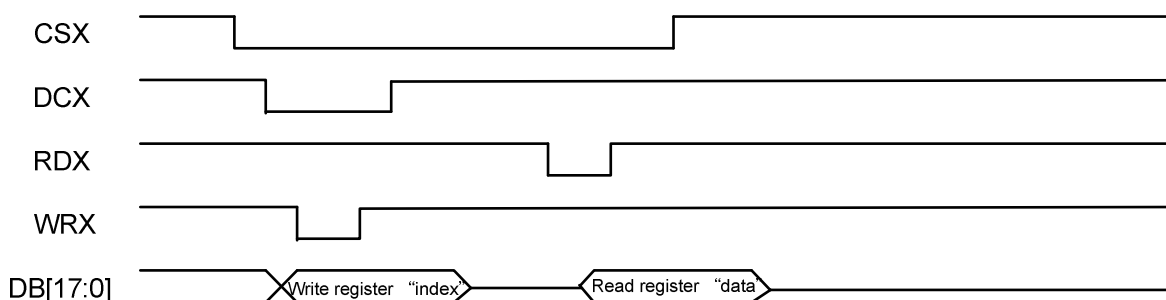 CSX
DCX
RDX
WRX
DB[17:0]
Write register “index”
Read register “data”